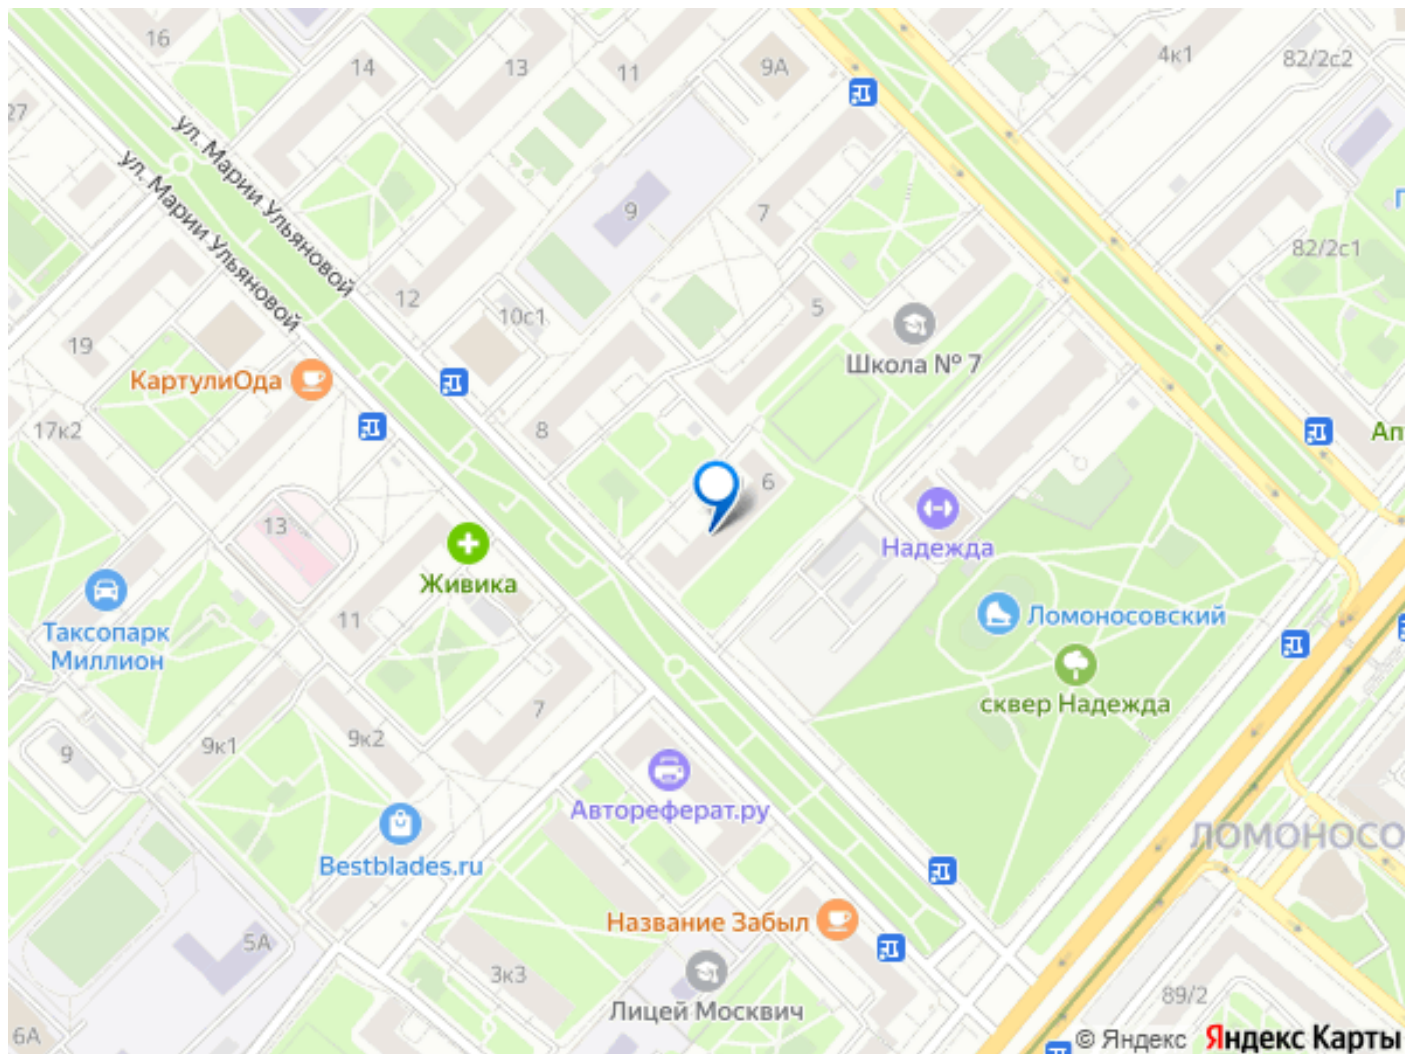 16
14
13
11
9А
4к1
82/2с2
27
ул. Марии Ульяновой
ул. Марии Ульяновой
9
7
82/2с1
12
10с1
5
19
КартулиОда
Школа № 7
17к2
8
6
13
Надежда
Живика
11
Таксопарк
Миллион
Ломоносовский
сквер Надежда
7
9к1
9к2
9
Автореферат.ру
Bestblades.ru
Название Забыл
5А
3к3
Лицей Москвич
89/2
6А
© Яндекс Яндекс Карты